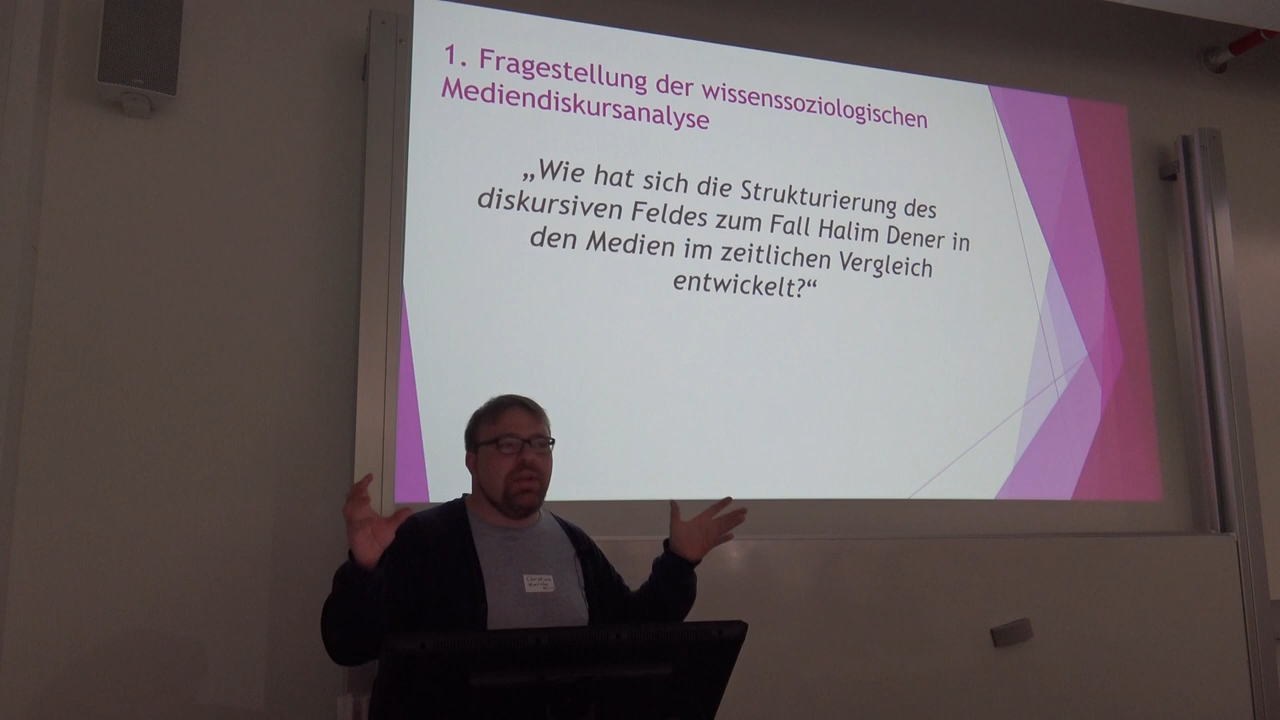 1. Fragestellung der wissenssoziologischen
Mediendiskursanalyse
„Wie hat sich die Strukturierung des
diskursiven Feldes zum Fall Halim Dener in
den Medien im zeitlichen Vergleich
entwickelt?“